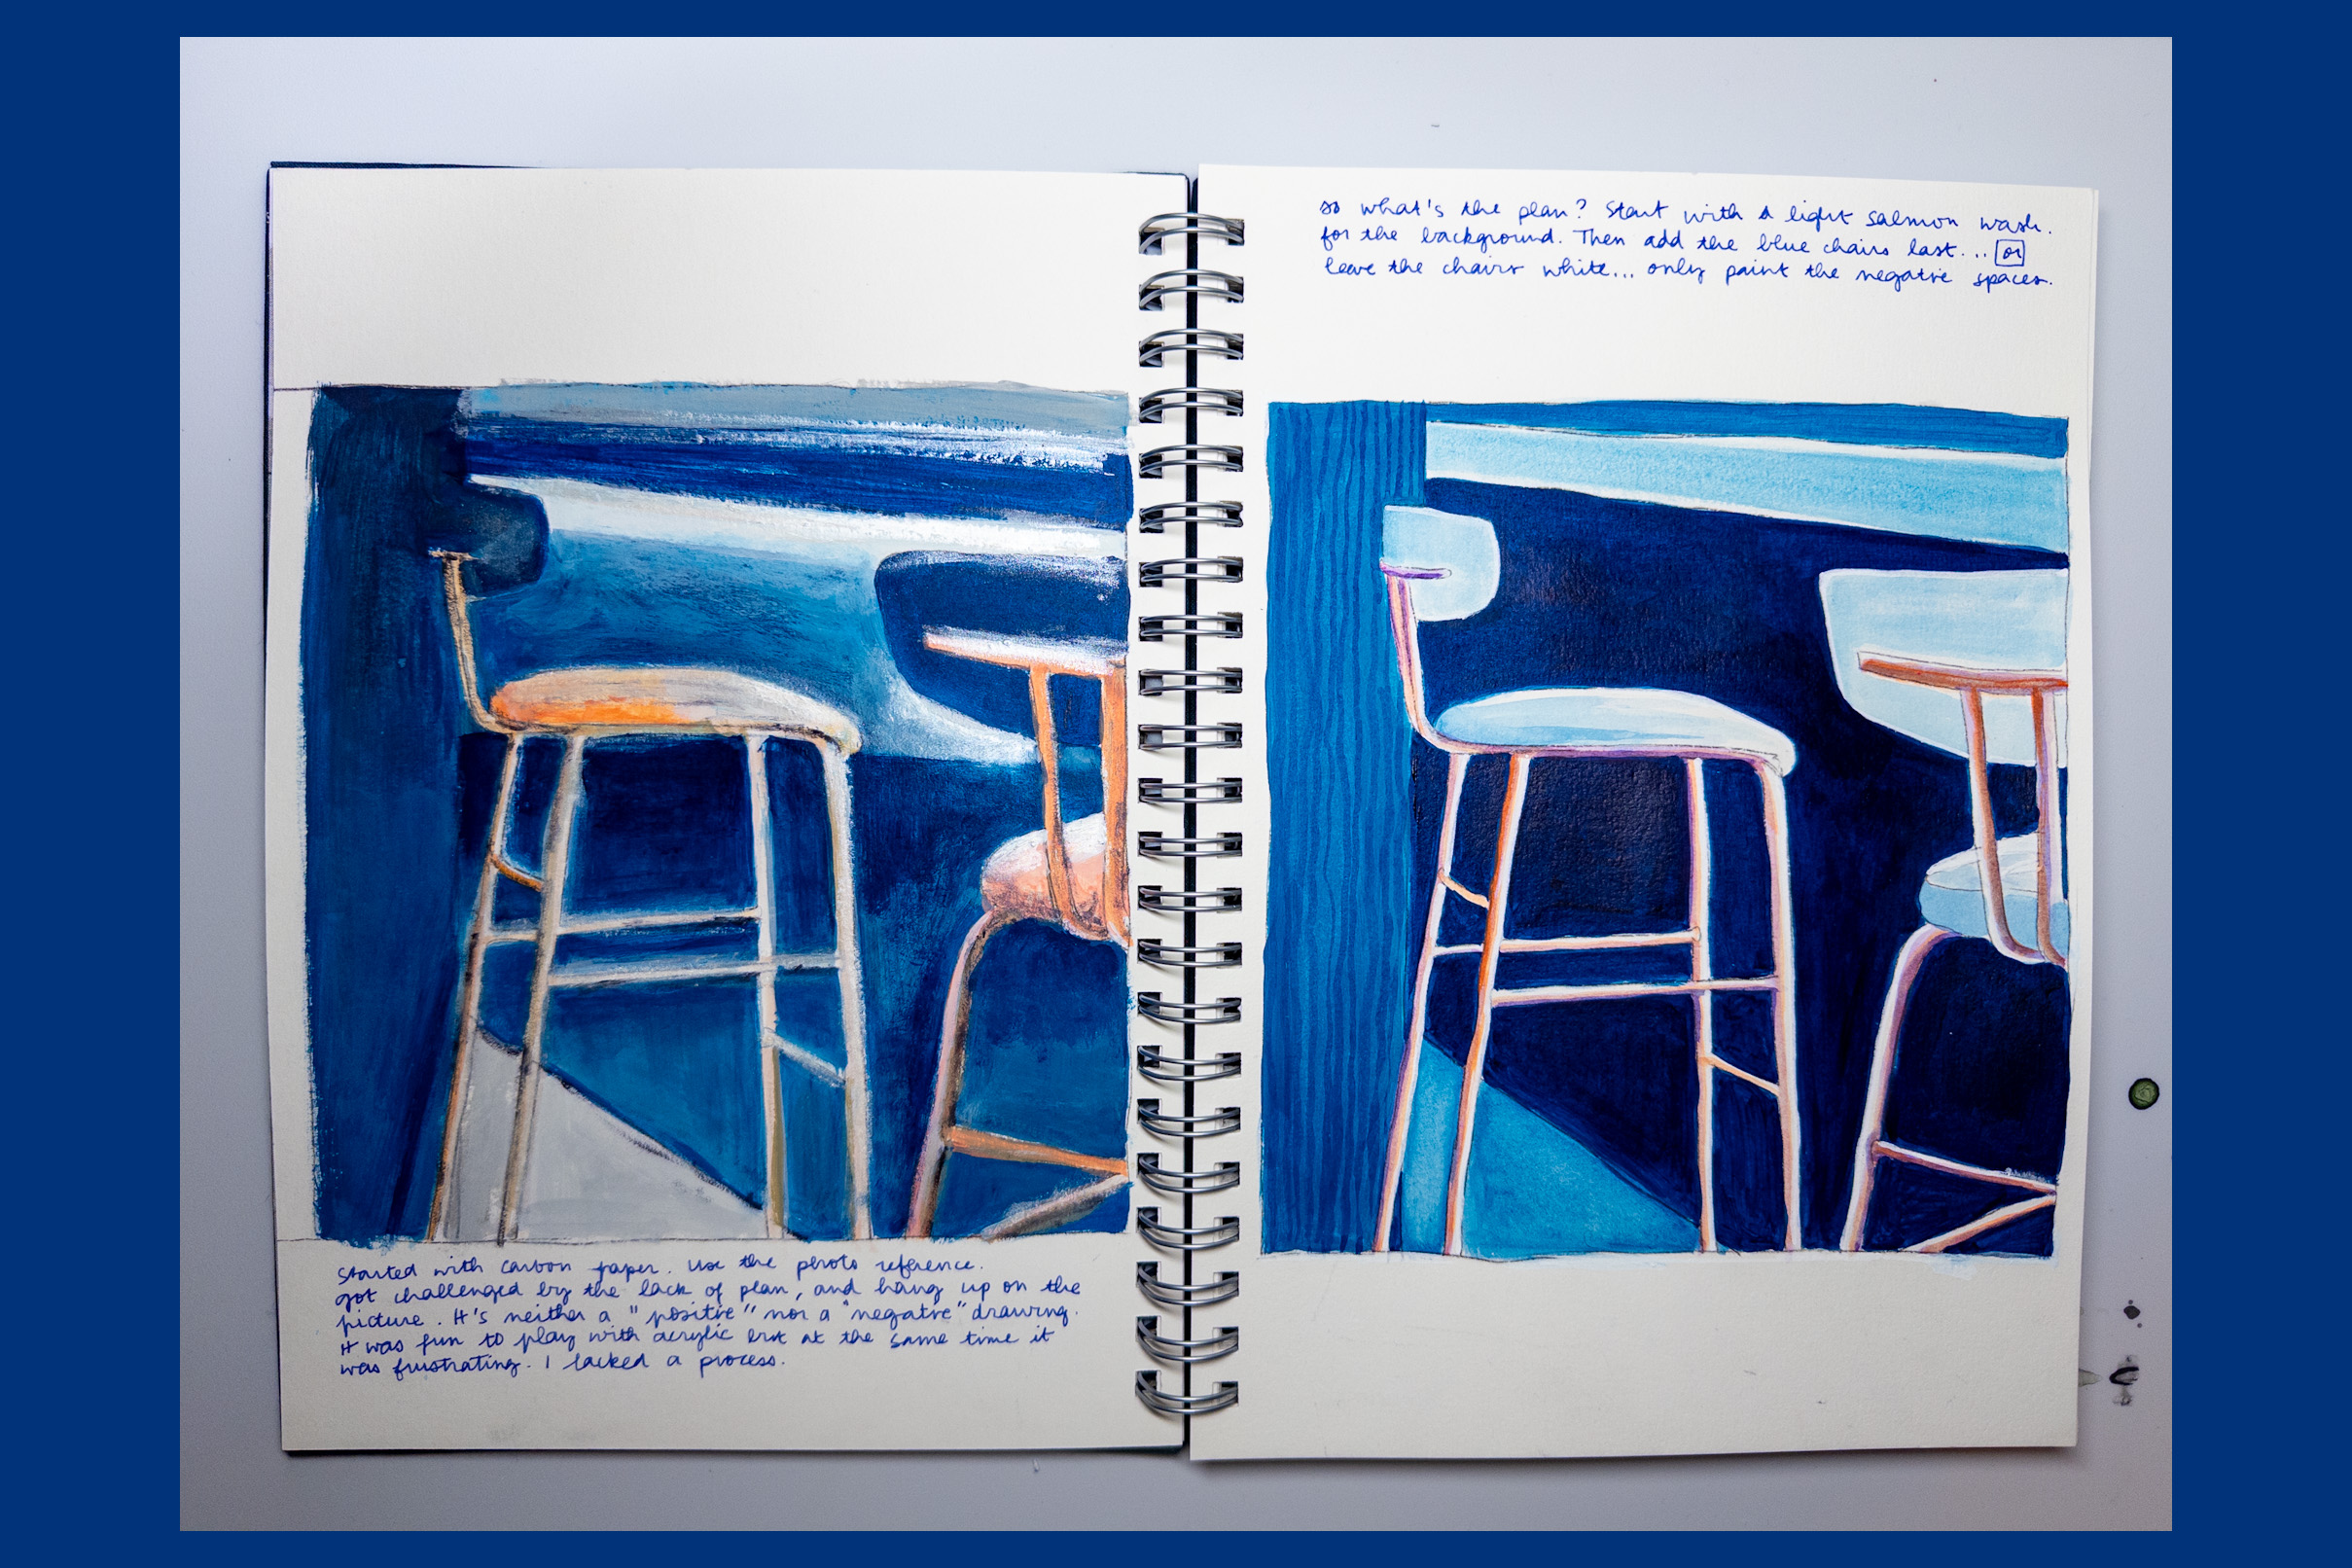 Started with carbon paper. Use the photo reference.
got challenged by the lack of plan, and hang up on the
picture. It's neither a "positive" nor a "negative" drawing.
It was fun to play with acrylic but at the same time it
was frustrating. I lacked a process.
so what's the plan? Start with a light salmon wash.
for the background. Then add the blue chairs last... or
leave the chairs white... only paint the negative spaces.